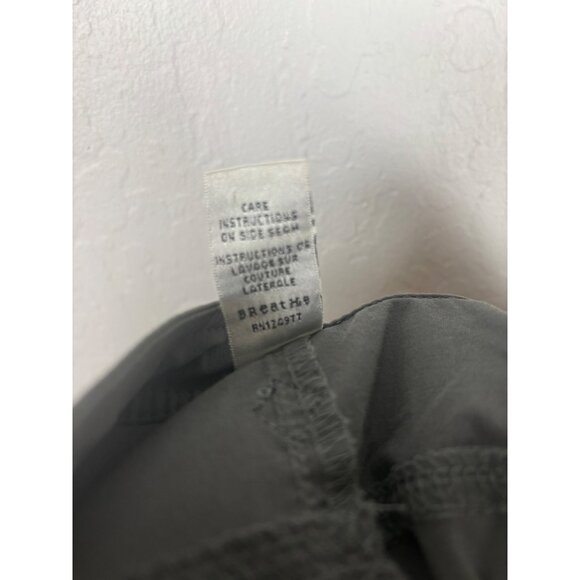 CARE
INSTRUCTIONS
ON SIDE SEAM
INSTRUCTIONS DE
LAVAGE SUR
COUTURE
LATERALE
BReatHe
RN120977